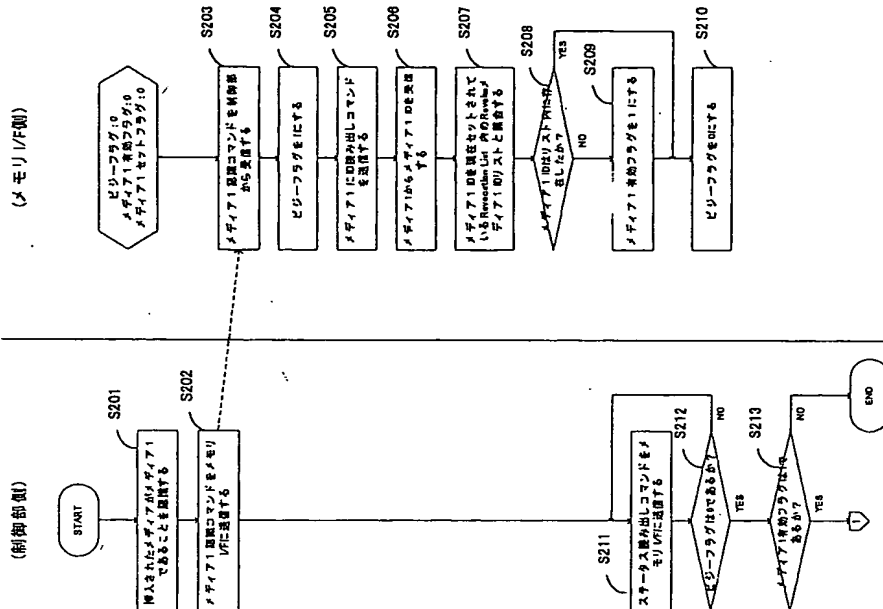 (制御部側)
START
S201
挿入されたメディアがメディア1
であることを認識する
S202
メディア1 認識コマンドをメモリ
I/Fに送信する
S211
ステータス読み出しコマンドをメ
モリ I/Fに送信する
S212
ビジーフラグは0であるか?
NO
YES
S213
メディア1有効フラグは1で
あるか?
NO
YES
END
1
(メモリI/F側)
ビジーフラグ:0
メディア1 有効フラグ:0
メディア1 セットフラグ:0
S203
メディア1 認識コマンドを制御部
から受信する
S204
ビジーフラグを1にする
S205
メディア1 にID読み出しコマンド
を送信する
S206
メディア1からメディア1 IDを受信
する
S207
メディア1 IDを現在セットされて
いる Revocation List 内のRevokeメ
ディア IDリストと照合する
S208
メディア1 IDはリスト内に存
在したか?
YES
NO
S209
メディア1 有効フラグを1 にする
S210
ビジーフラグを0にする